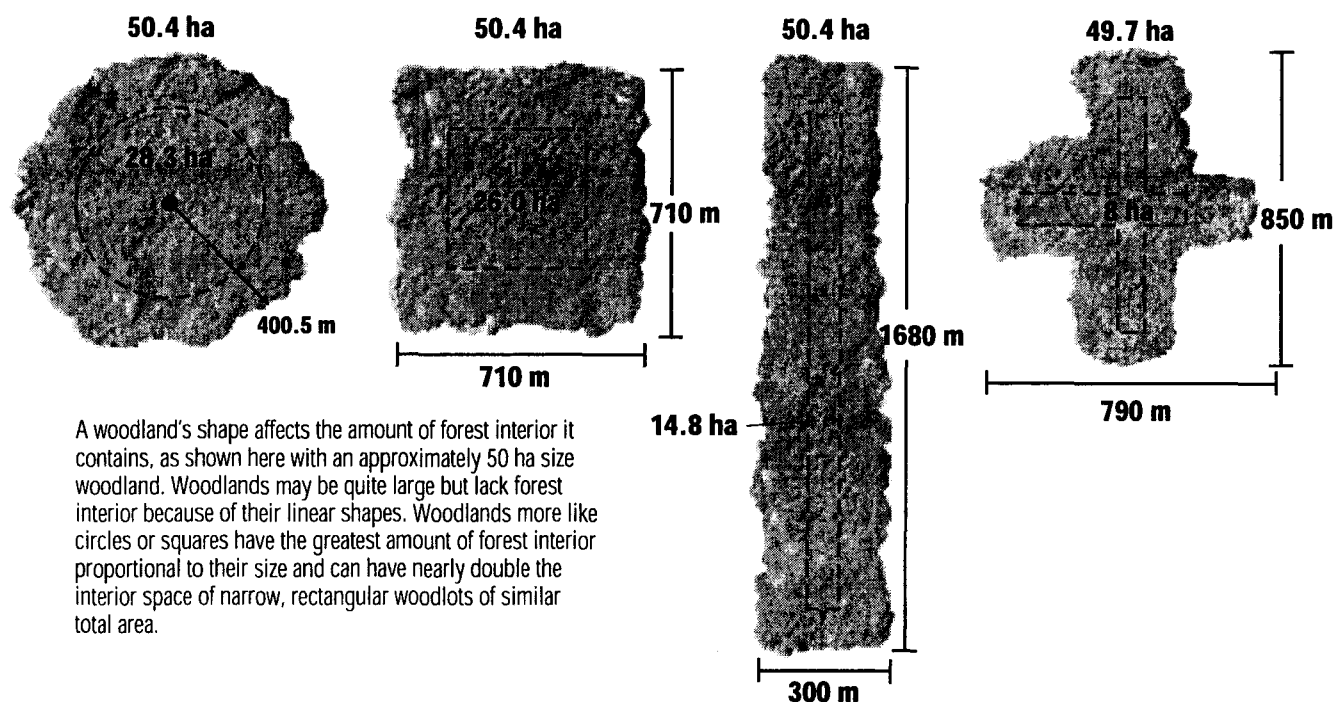 50.4 ha
50.4 ha
50.4 ha
49.7 ha
28.3 ha
26.0 ha
8 ha
710 m
850 m
400.5 m
1680 m
710 m
790 m
14.8 ha
A woodland's shape affects the amount of forest interior it
contains, as shown here with an approximately 50 ha size
woodland. Woodlands may be quite large but lack forest
interior because of their linear shapes. Woodlands more like
circles or squares have the greatest amount of forest interior
proportional to their size and can have nearly double the
interior space of narrow, rectangular woodlots of similar
total area.
300 m